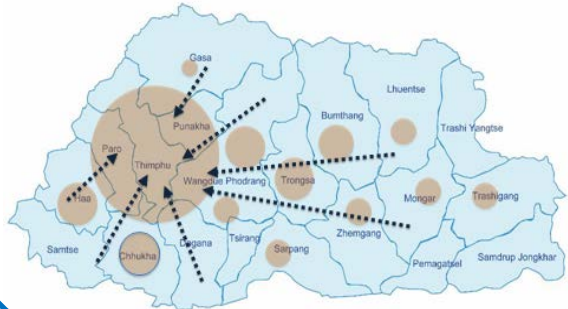 Gasa
Lhuentse
Punakha
Bumthang
Trashi Yangtse
Paro
Thimphu
Wangdue Phodrang
Trongsa
Haa
Mongar
Trashigang
Samtse
Dagana
Tsirang
Zhemgang
Chhukha
Sarpang
Pemagatsel
Samdrup Jongkhar